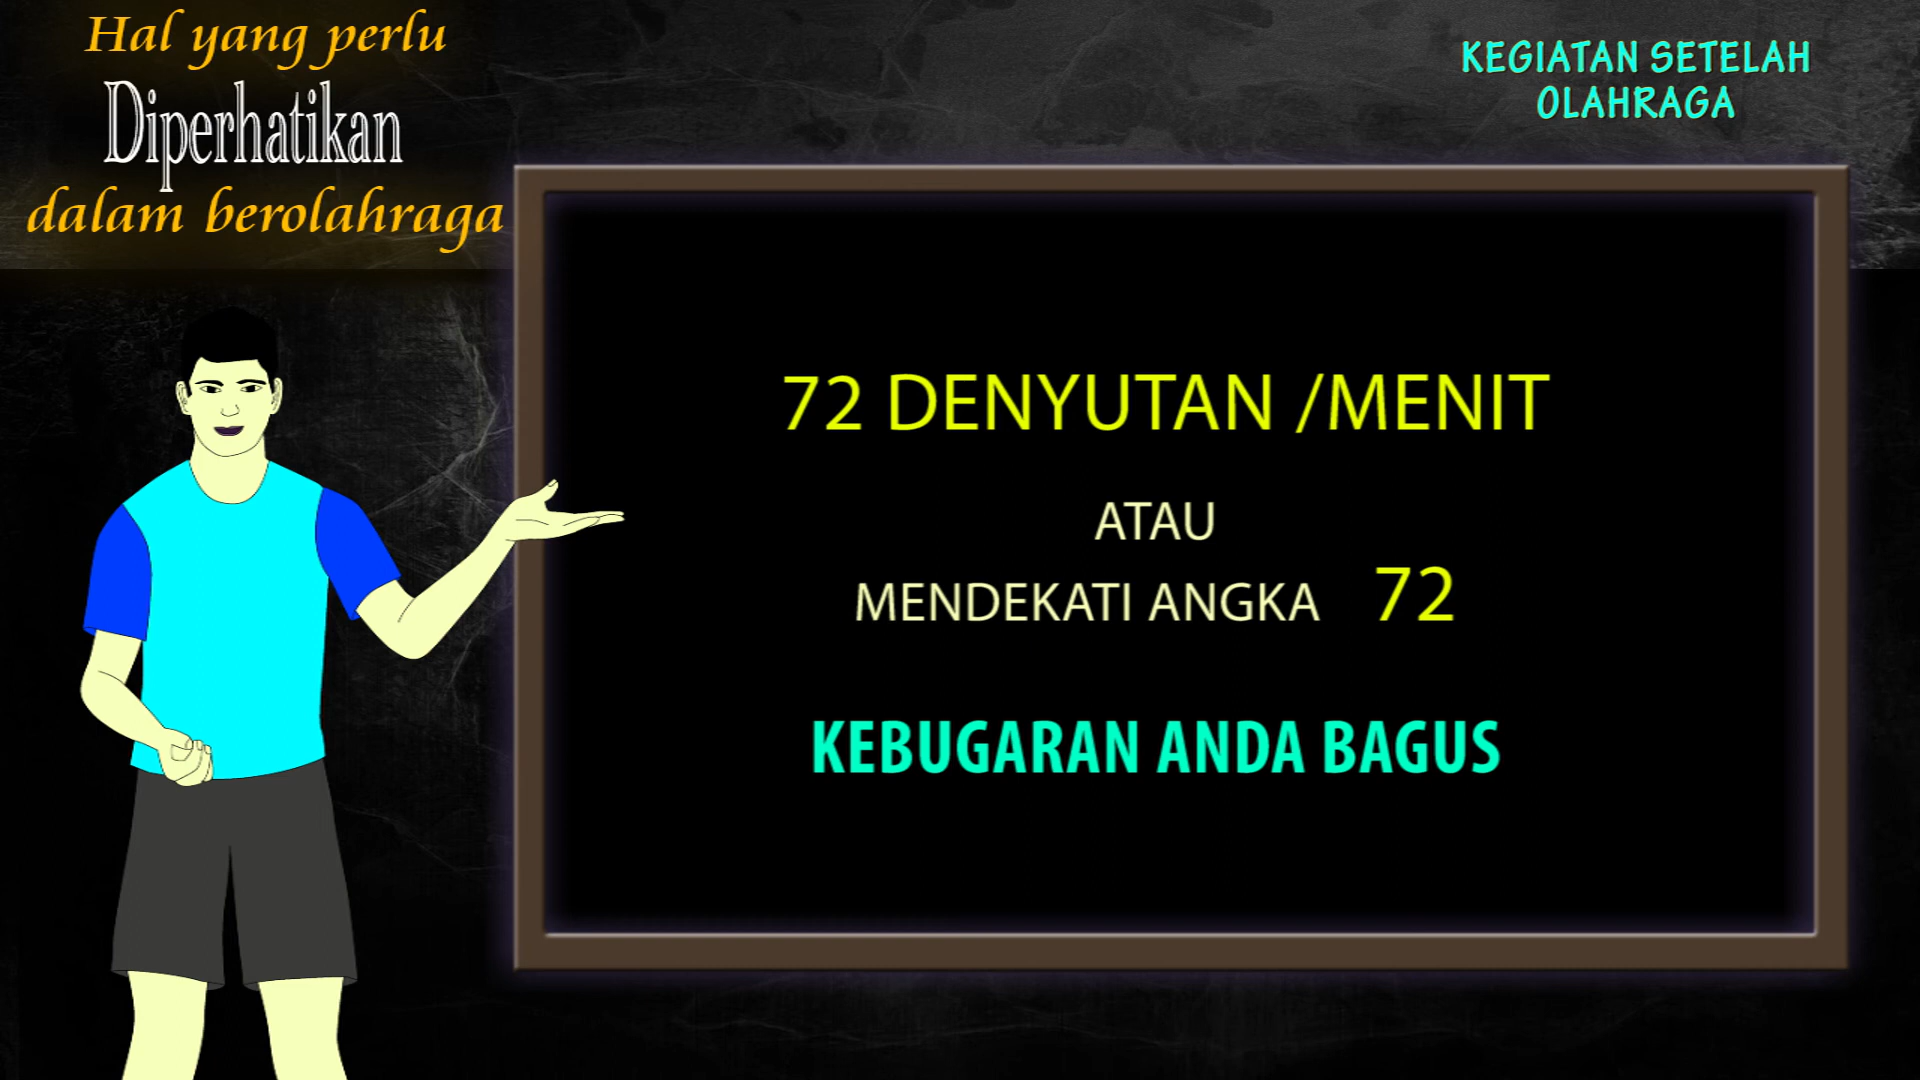 Hal yang perlu
Diperhatikan
dalam berolahraga
KEGIATAN SETELAH
OLAHRAGA
72 DENYUTAN /MENIT
ATAU
MENDEKATI ANGKA 72
KEBUGARAN ANDA BAGUS